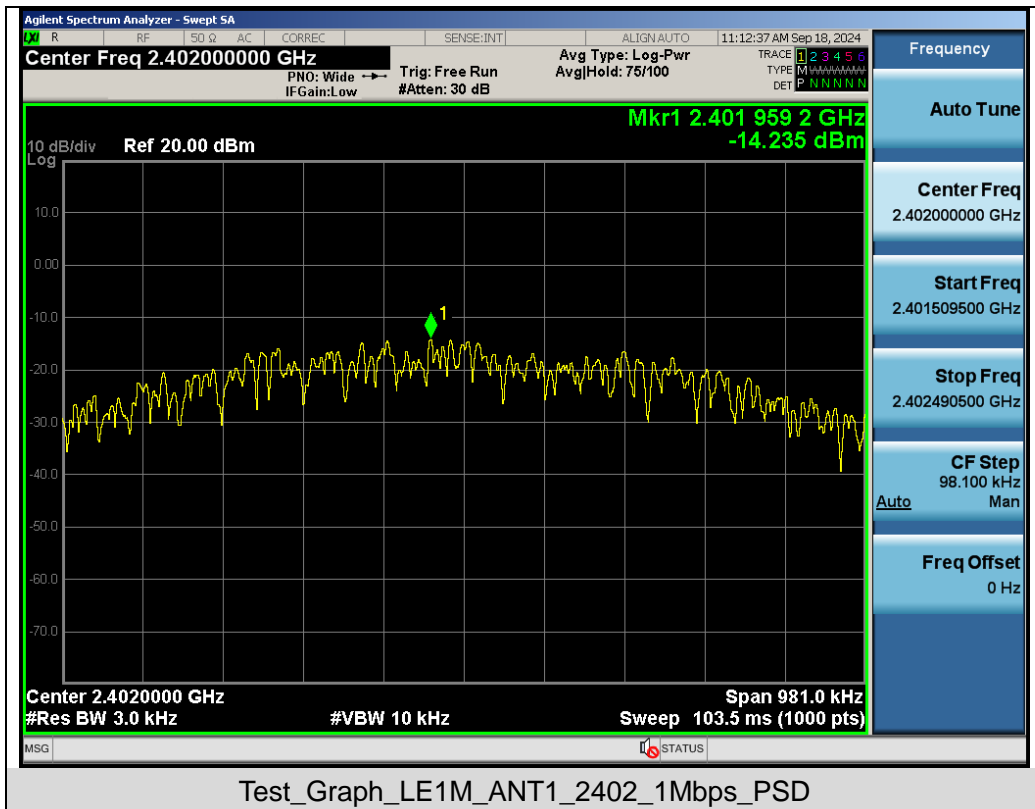 Agilent Spectrum Analyzer - Swept SA
LXI R RF 50 Ω AC CORREC SENSE:INT ALIGN AUTO 11:12:37 AM Sep 18, 2024
Center Freq 2.402000000 GHz
PNO: Wide
IFGain:Low
Trig: Free Run
#Atten: 30 dB
Avg Type: Log-Pwr
Avg|Hold: 75/100
TRACE 1 2 3 4 5 6
TYPE M
DET P N N N N N
Mkr1 2.401 959 2 GHz
-14.235 dBm
10 dB/div Ref 20.00 dBm
Log
10.0
0.00
-10.0
-20.0
-30.0
-40.0
-50.0
-60.0
-70.0
1
Center 2.4020000 GHz Span 981.0 kHz
#Res BW 3.0 kHz #VBW 10 kHz Sweep 103.5 ms (1000 pts)
MSG STATUS
Frequency
Auto Tune
Center Freq
2.402000000 GHz
Start Freq
2.401509500 GHz
Stop Freq
2.402490500 GHz
CF Step
98.100 kHz
Auto Man
Freq Offset
0 Hz
Test_Graph_LE1M_ANT1_2402_1Mbps_PSD